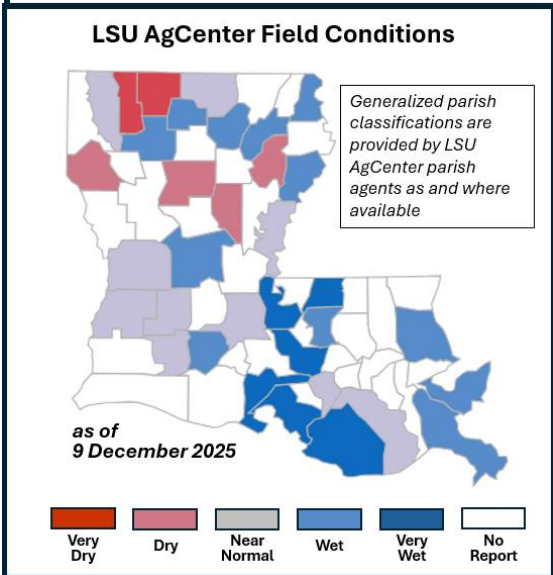 LSU AgCenter Field Conditions
Generalized parish
classifications are
provided by LSU
AgCenter parish
agents as and where
available
as of
9 December 2025
Very
Dry
Dry
Near
Normal
Wet
Very
Wet
No
Report